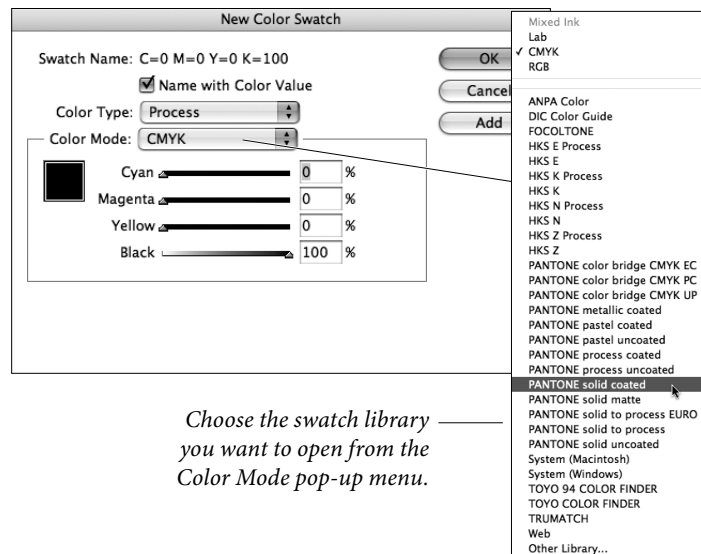 New Color Swatch
Swatch Name: C=0 M=0 Y=0 K=100
Name with Color Value
Color Type: Process
Color Mode: CMYK
Cyan 0 %
Magenta 0 %
Yellow 0 %
Black 100 %
OK
Cancel
Add
Mixed Ink
Lab
✓ CMYK
RGB
ANPA Color
DIC Color Guide
FOCOLTONE
HKS E Process
HKS E
HKS K Process
HKS K
HKS N Process
HKS N
HKS Z Process
HKS Z
PANTONE color bridge CMYK EC
PANTONE color bridge CMYK PC
PANTONE color bridge CMYK UP
PANTONE metallic coated
PANTONE pastel coated
PANTONE pastel uncoated
PANTONE process coated
PANTONE process uncoated
PANTONE solid coated
PANTONE solid matte
PANTONE solid to process EURO
PANTONE solid to process
PANTONE solid uncoated
System (Macintosh)
System (Windows)
TOYO 94 COLOR FINDER
TOYO COLOR FINDER
TRUMATCH
Web
Other Library...
Choose the swatch library
you want to open from the
Color Mode pop-up menu.